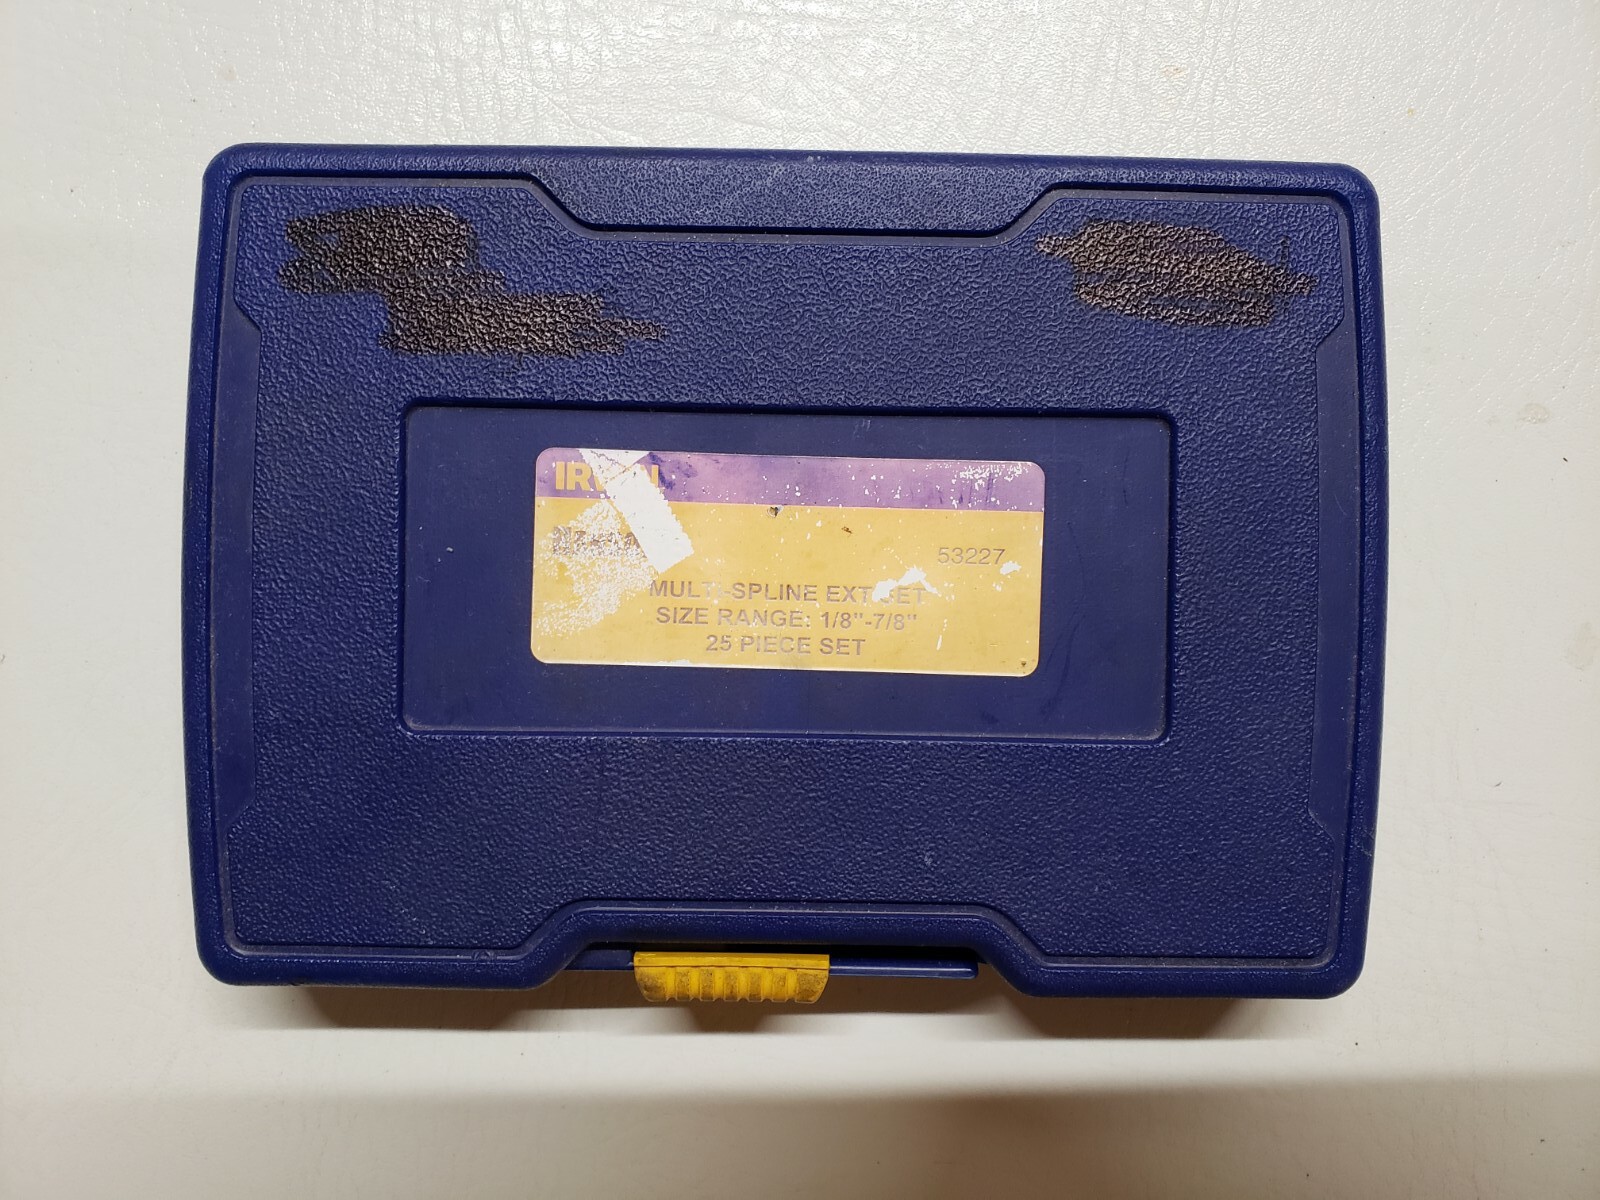 IRWIN
53227
MULTI-SPLINE EXT SET
SIZE RANGE: 1/8"-7/8"
25 PIECE SET